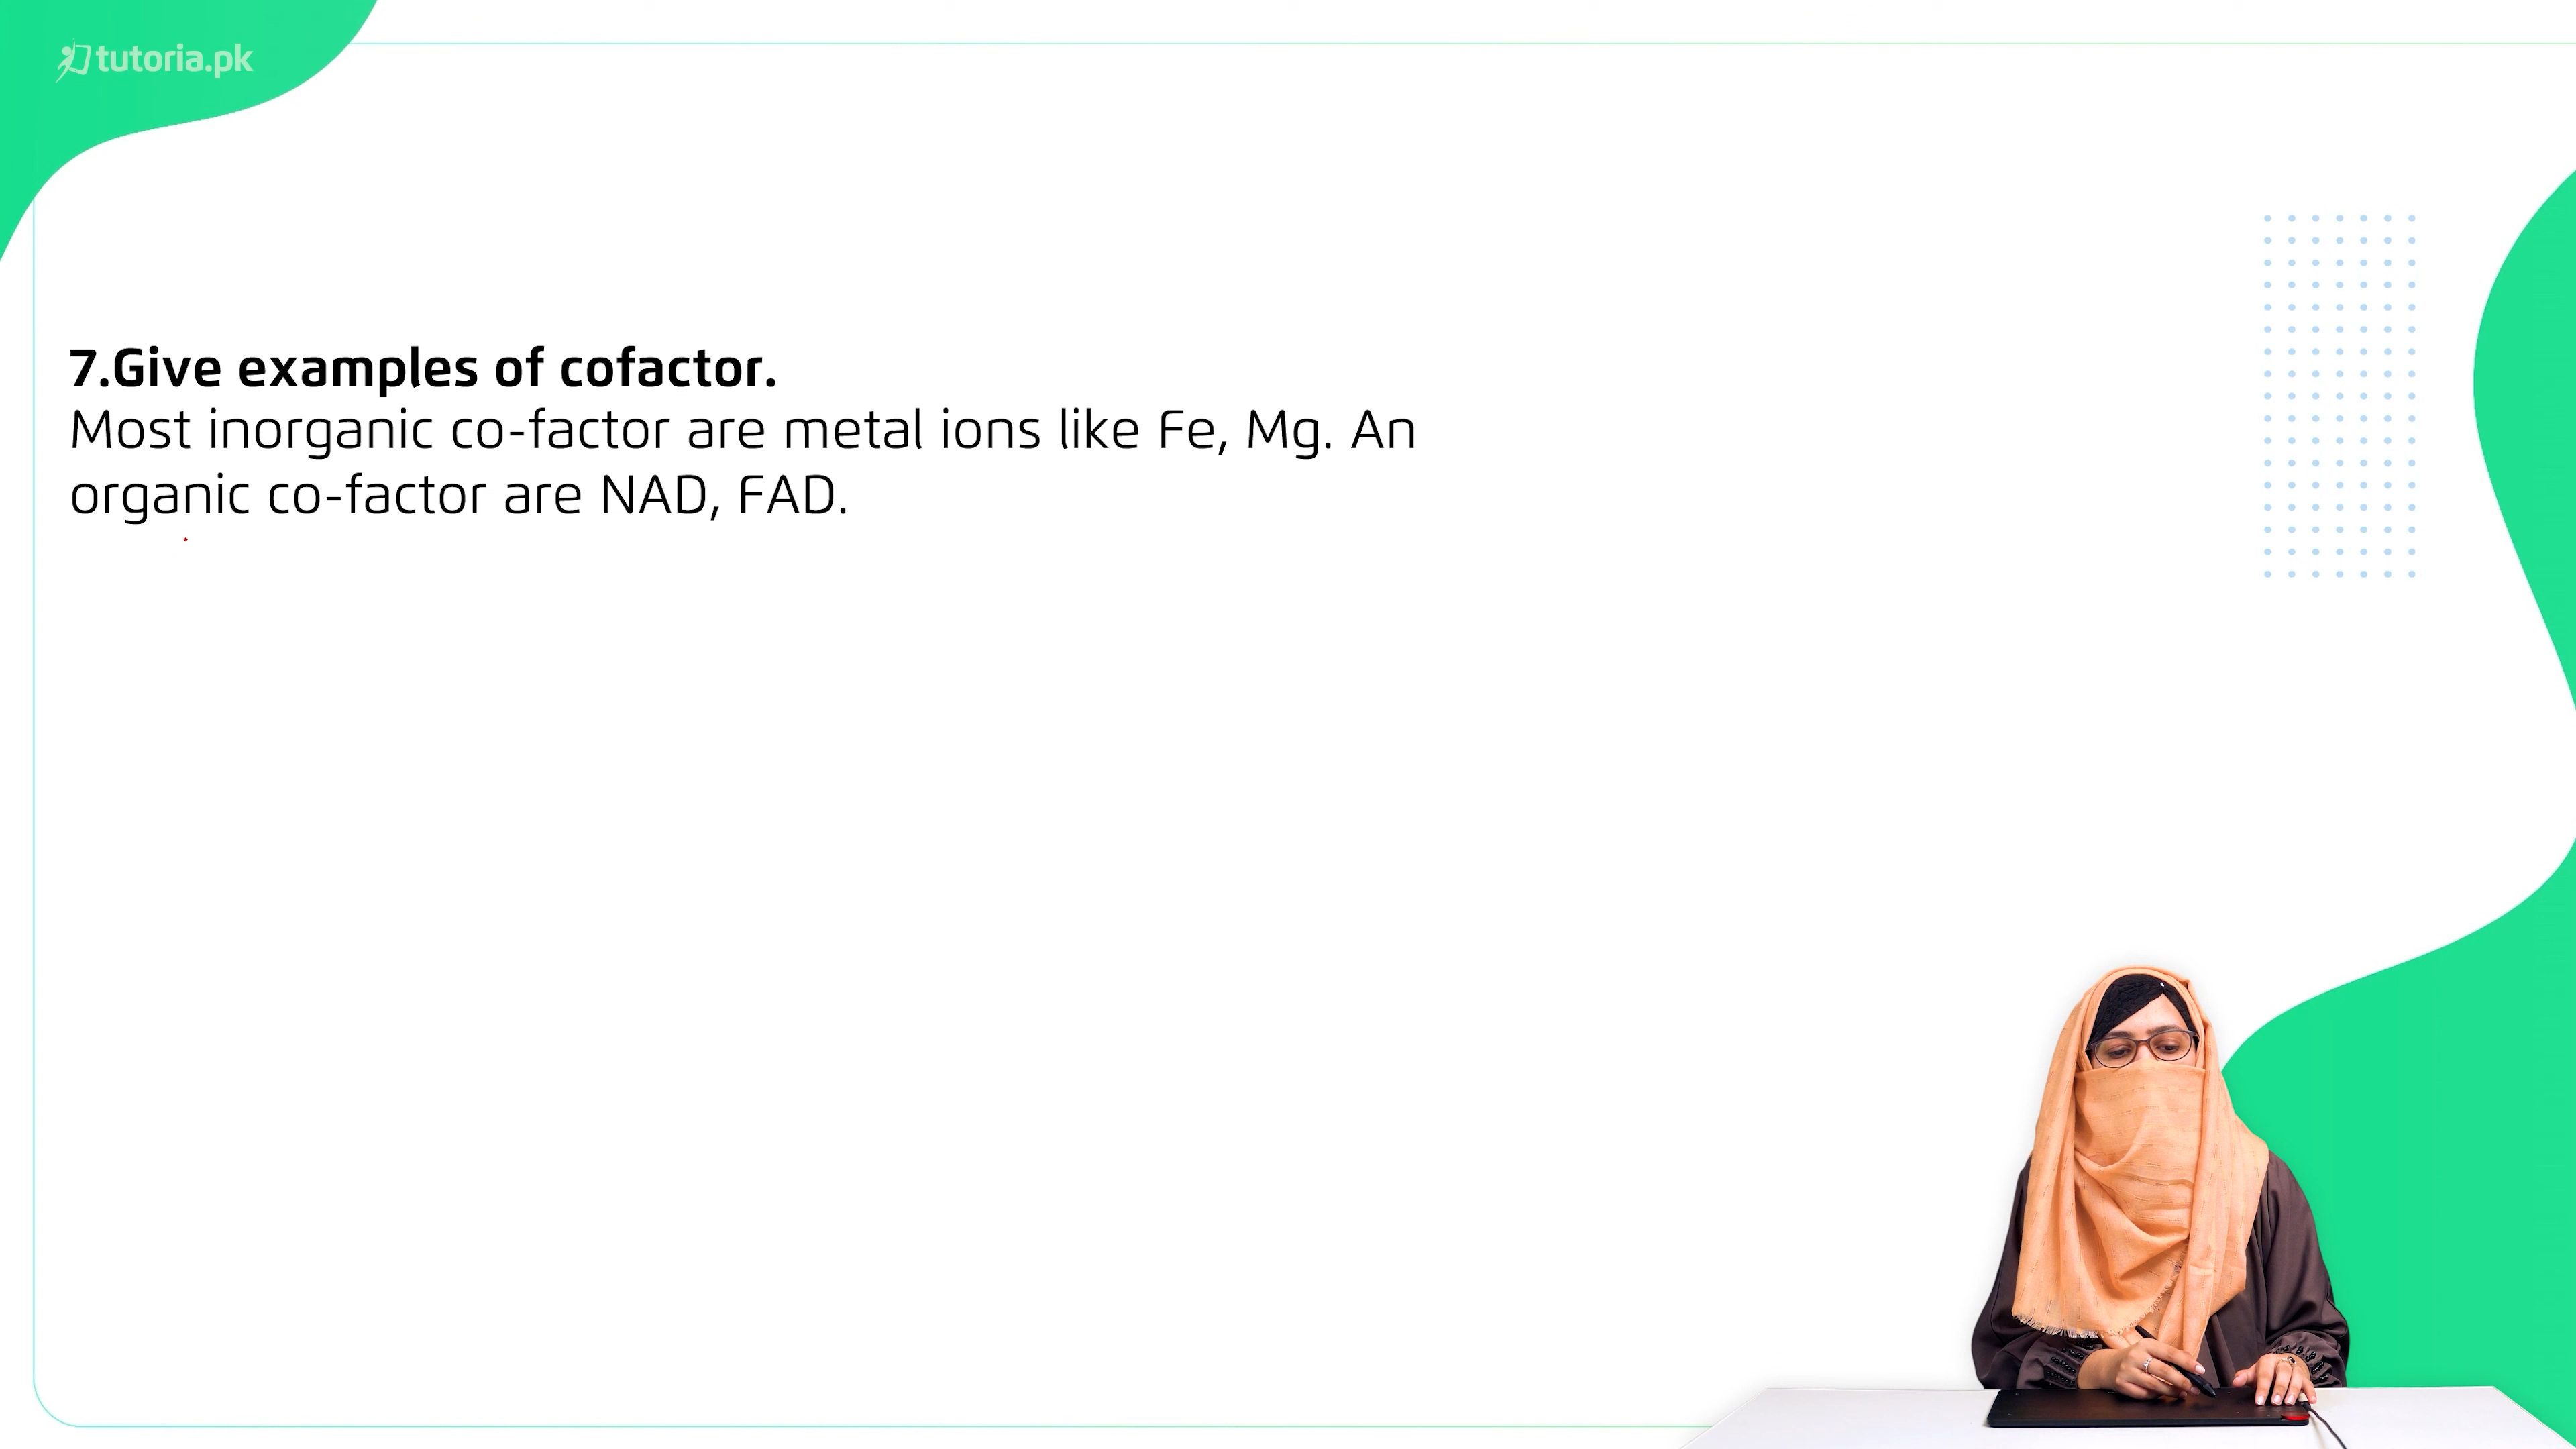 tutoria.pk
7.Give examples of cofactor.
Most inorganic co-factor are metal ions like Fe, Mg. An
organic co-factor are NAD, FAD.